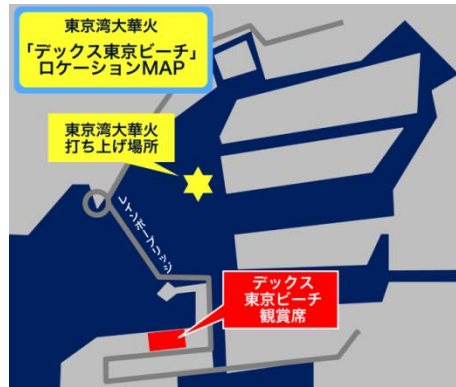 東京湾大華火
「デックス東京ビーチ」
ロケーションMAP
東京湾大華火
打ち上げ場所
レインボーブリッジ
デックス
東京ビーチ
観賞席